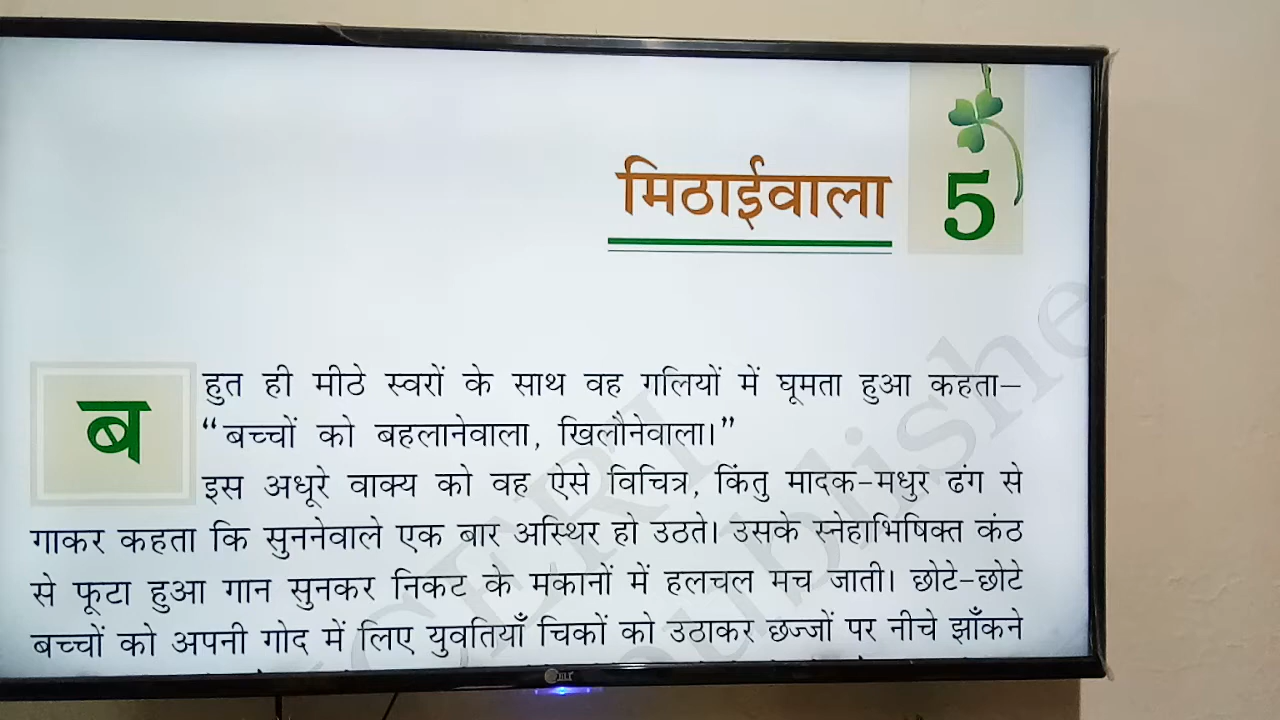 मिठाईवाला
5
बहुत ही मीठे स्वरों के साथ वह गलियों में घूमता हुआ कहता–
“बच्चों को बहलानेवाला, खिलौनेवाला।”
इस अधूरे वाक्य को वह ऐसे विचित्र, किंतु मादक-मधुर ढंग से
गाकर कहता कि सुननेवाले एक बार अस्थिर हो उठते। उसके स्नेहाभिषिक्त कंठ
से फूटा हुआ गान सुनकर निकट के मकानों में हलचल मच जाती। छोटे-छोटे
बच्चों को अपनी गोद में लिए युवतियाँ चिकों को उठाकर छज्जों पर नीचे झाँकने